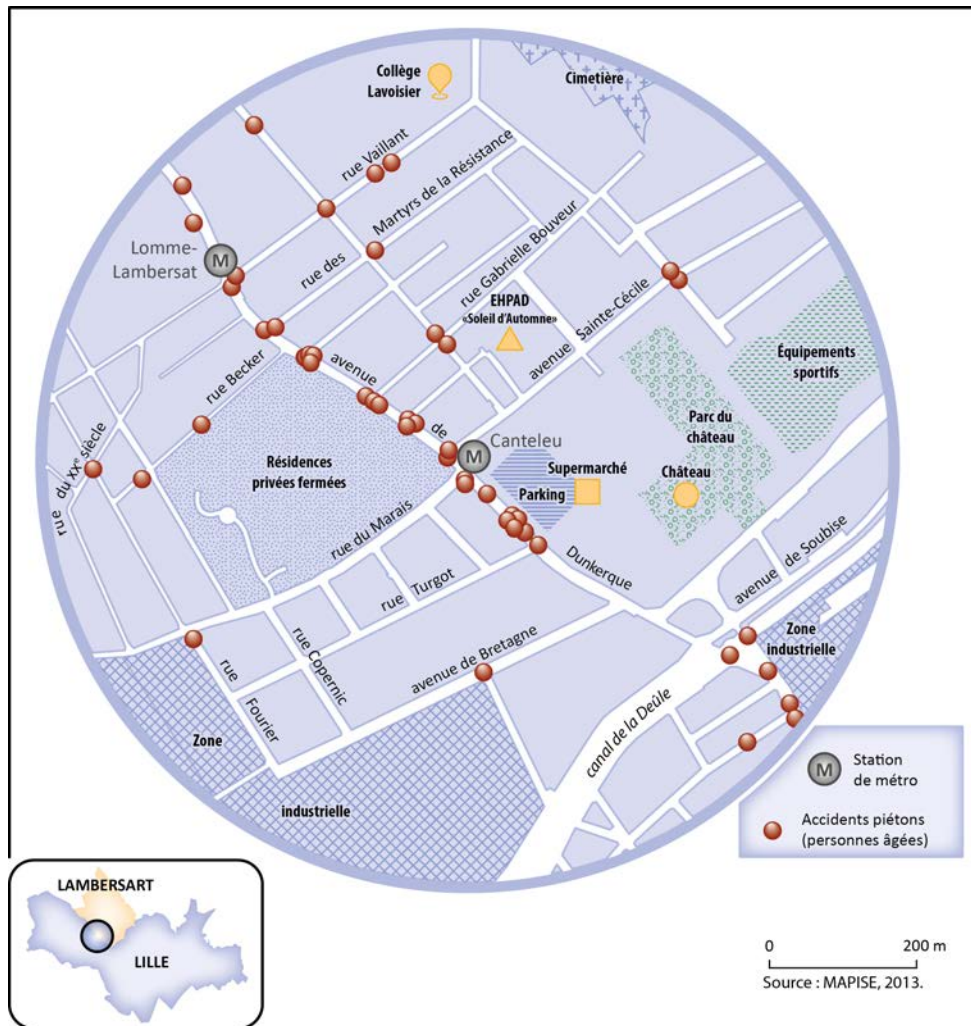 Collège
Lavoisier
Cimetière
rue Vaillant
Martyrs de la Résistance
rue des
Lomme-
Lambersat
M
rue Gabrielle Bouveur
EHPAD
«Soleil d'Automne»
avenue Sainte-Cécile
Équipements
sportifs
rue Becker
avenue
de
Parc du
château
Canteleu
M
rue du XXe siècle
Résidences
privées fermées
Supermarché
Château
Parking
rue du Marais
Dunkerque
avenue de Soubise
rue Turgot
rue Copernic
avenue de Bretagne
Zone
industrielle
rue
Fourier
canal de la Deûle
Zone
industrielle
M
Station
de métro
Accidents piétons
(personnes âgées)
LAMBERSART
LILLE
0 200 m
Source : MAPISE, 2013.